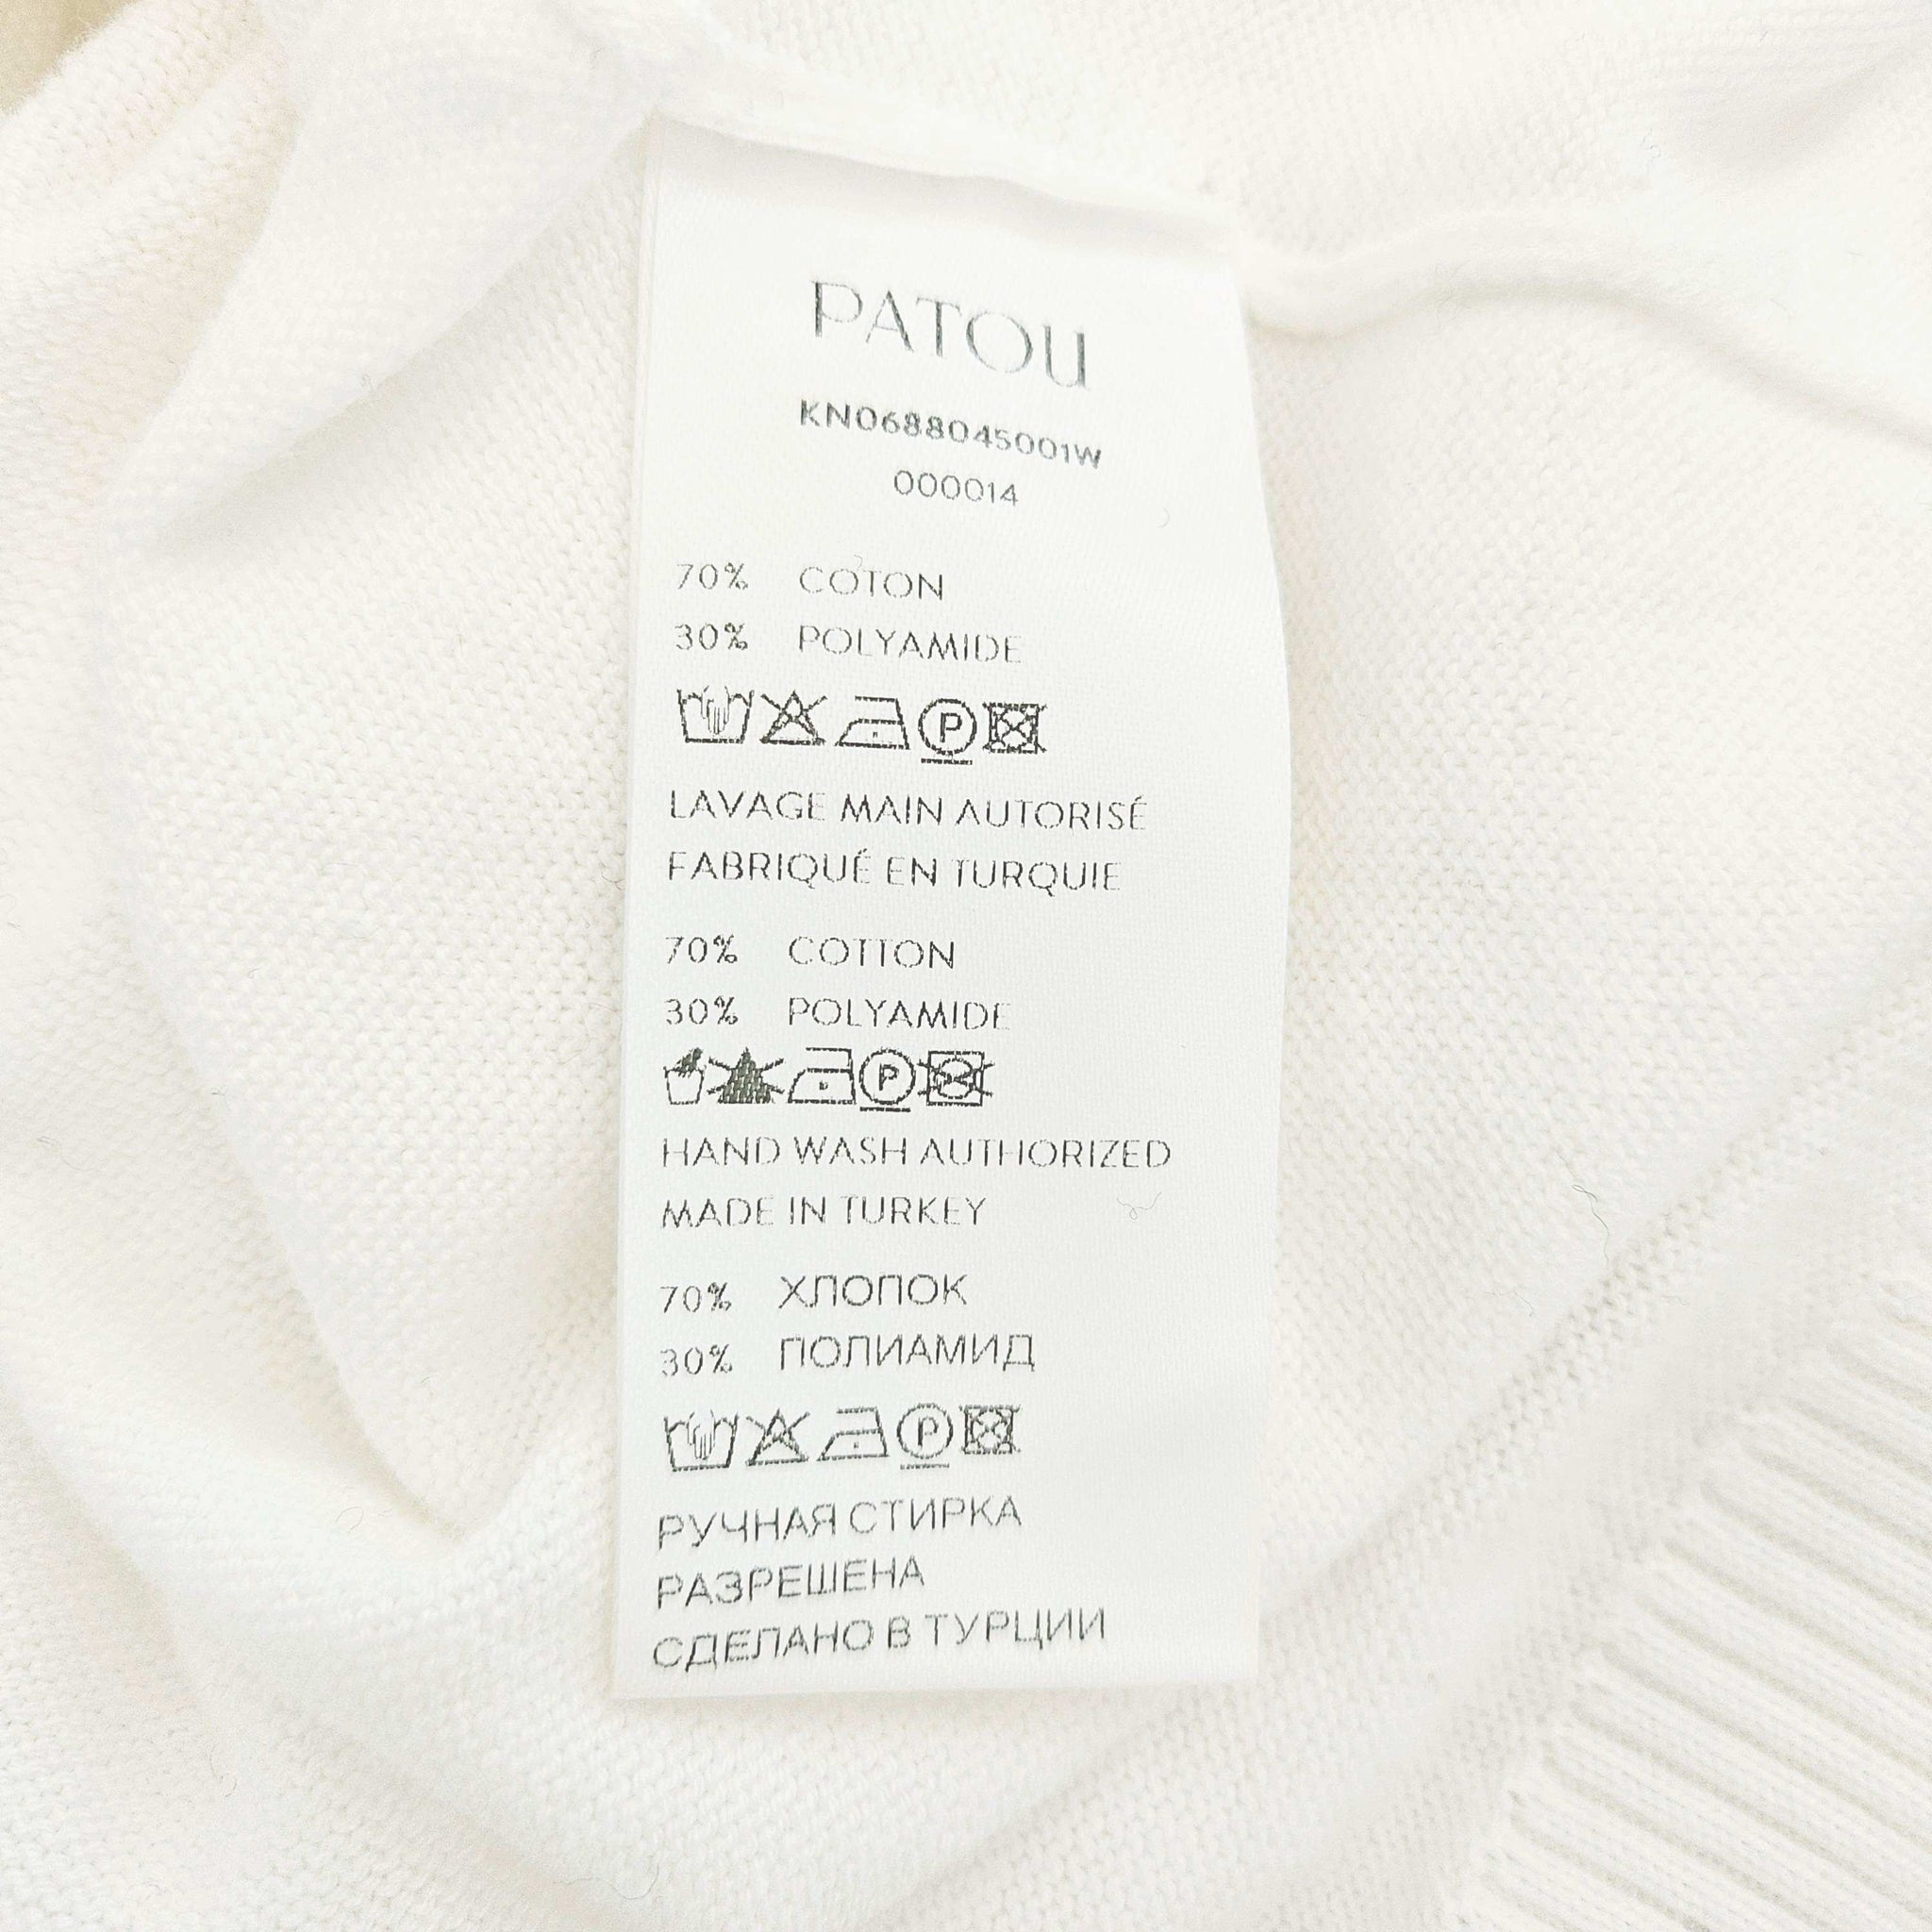 PATOU
KN0688045001W
000014
70% COTON
30% POLYAMIDE
P
LAVAGE MAIN AUTORISÉ
FABRIQUÉ EN TURQUIE
70% COTTON
30% POLYAMIDE
P
HAND WASH AUTHORIZED
MADE IN TURKEY
70% ХЛОПОК
30% ПОЛИАМИД
P
РУЧНАЯ СТИРКА
РАЗРЕШЕНА
СДЕЛАНО В ТУРЦИИ